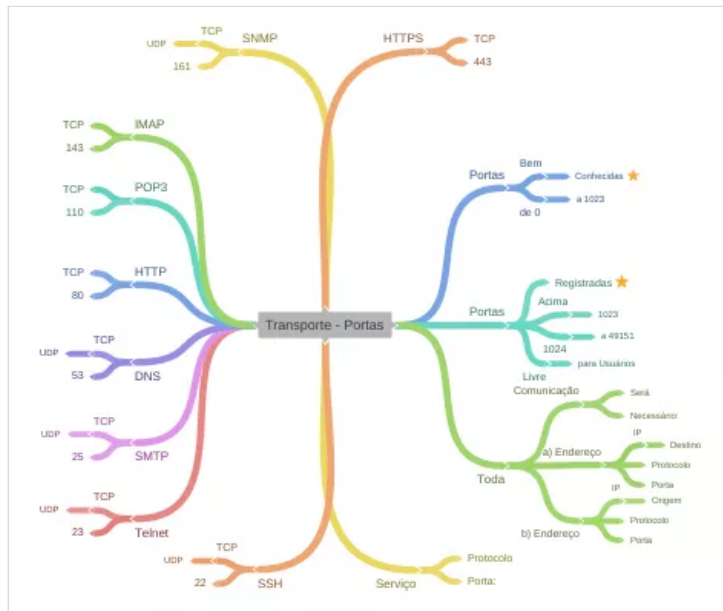 TCP
UDP
SNMP
161
HTTPS
TCP
443
TCP
IMAP
143
TCP
POP3
110
TCP
HTTP
80
TCP
UDP
53
DNS
TCP
UDP
25
SMTP
TCP
UDP
23
Telnet
TCP
UDP
22
SSH
Transporte - Portas
Portas
Bem
Conhecidas
a 1023
de 0
Portas
Registradas
Acima
1023
a 49151
1024
para Usuários
Livre
Toda
Comunicação
Será
Necessário:
a) Endereço
IP
Destino
Protocolo
Porta
b) Endereço
IP
Origem
Protocolo
Porta
Serviço
Protocolo
Porta: